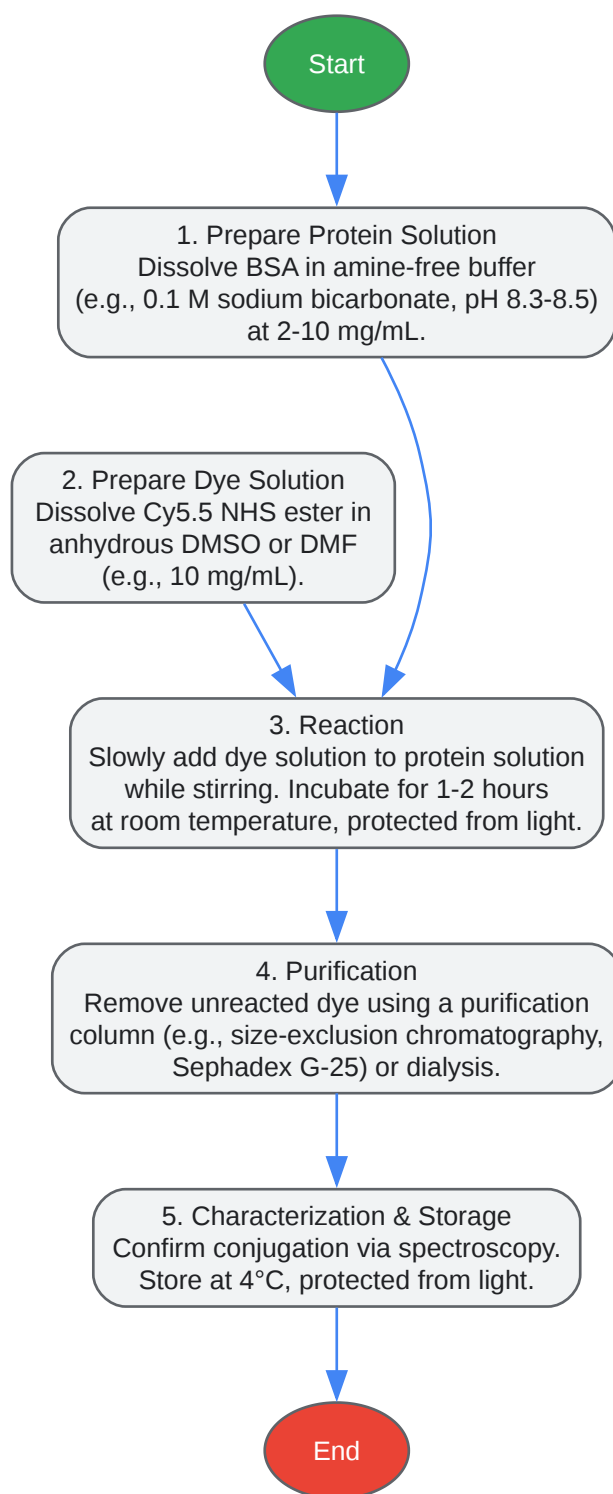 Start
1. Prepare Protein Solution
Dissolve BSA in amine-free buffer
(e.g., 0.1 M sodium bicarbonate, pH 8.3-8.5)
at 2-10 mg/mL.
2. Prepare Dye Solution
Dissolve Cy5.5 NHS ester in
anhydrous DMSO or DMF
(e.g., 10 mg/mL).
3. Reaction
Slowly add dye solution to protein solution
while stirring. Incubate for 1-2 hours
at room temperature, protected from light.
4. Purification
Remove unreacted dye using a purification
column (e.g., size-exclusion chromatography,
Sephadex G-25) or dialysis.
5. Characterization & Storage
Confirm conjugation via spectroscopy.
Store at 4°C, protected from light.
End